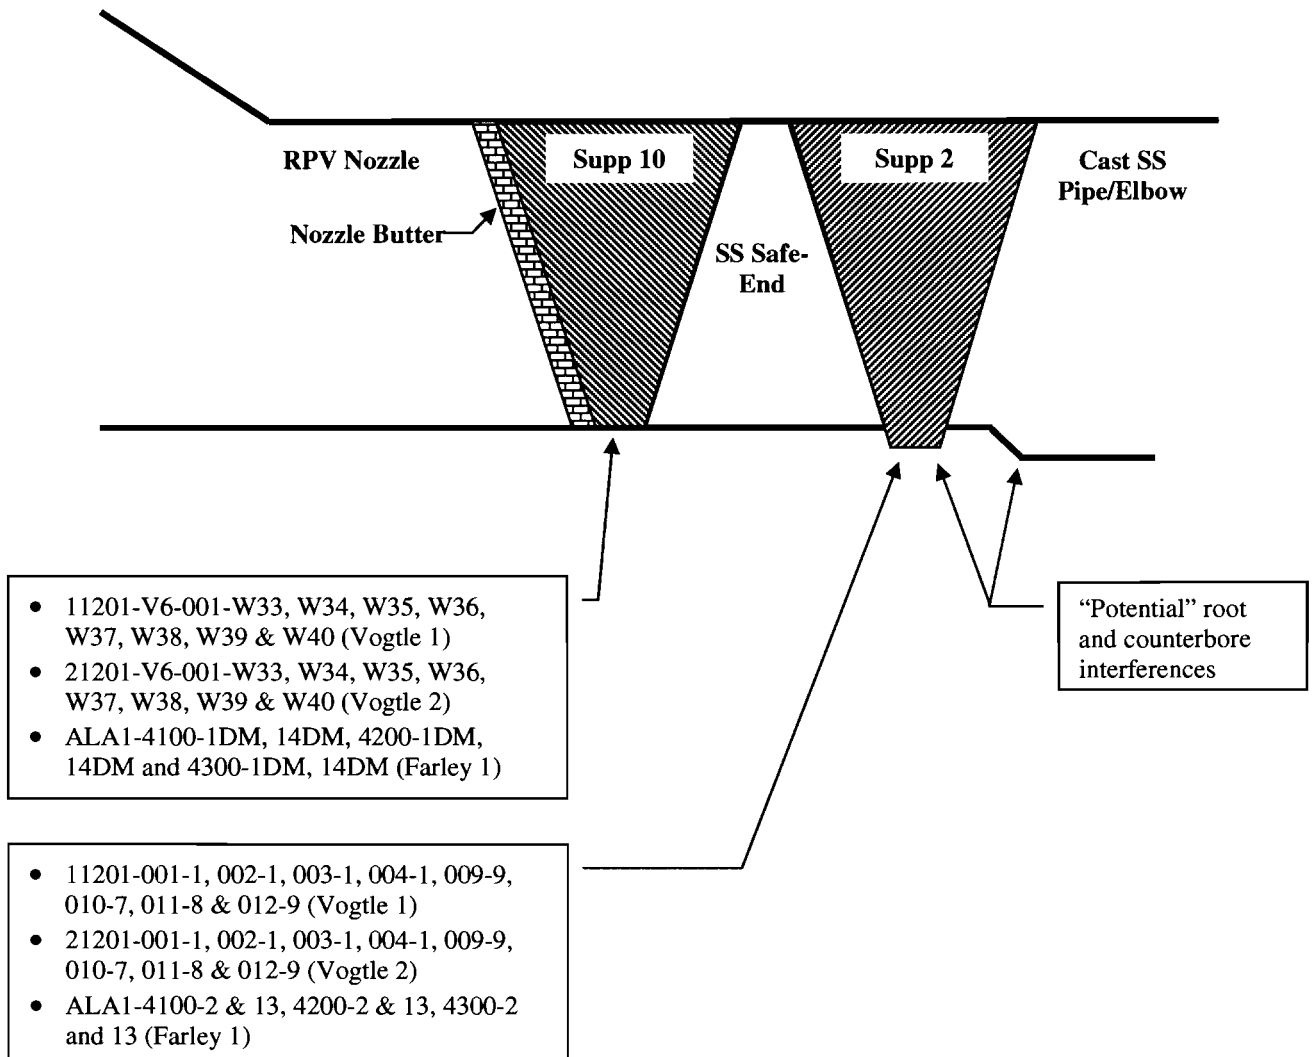 RPV Nozzle
Supp 10
Supp 2
Cast SS
Pipe/Elbow
Nozzle Butter
SS Safe-
End
• 11201-V6-001-W33, W34, W35, W36,
W37, W38, W39 & W40 (Vogtle 1)
• 21201-V6-001-W33, W34, W35, W36,
W37, W38, W39 & W40 (Vogtle 2)
• ALA1-4100-1DM, 14DM, 4200-1DM,
14DM and 4300-1DM, 14DM (Farley 1)
“Potential” root
and counterbore
interferences
• 11201-001-1, 002-1, 003-1, 004-1, 009-9,
010-7, 011-8 & 012-9 (Vogtle 1)
• 21201-001-1, 002-1, 003-1, 004-1, 009-9,
010-7, 011-8 & 012-9 (Vogtle 2)
• ALA1-4100-2 & 13, 4200-2 & 13, 4300-2
and 13 (Farley 1)